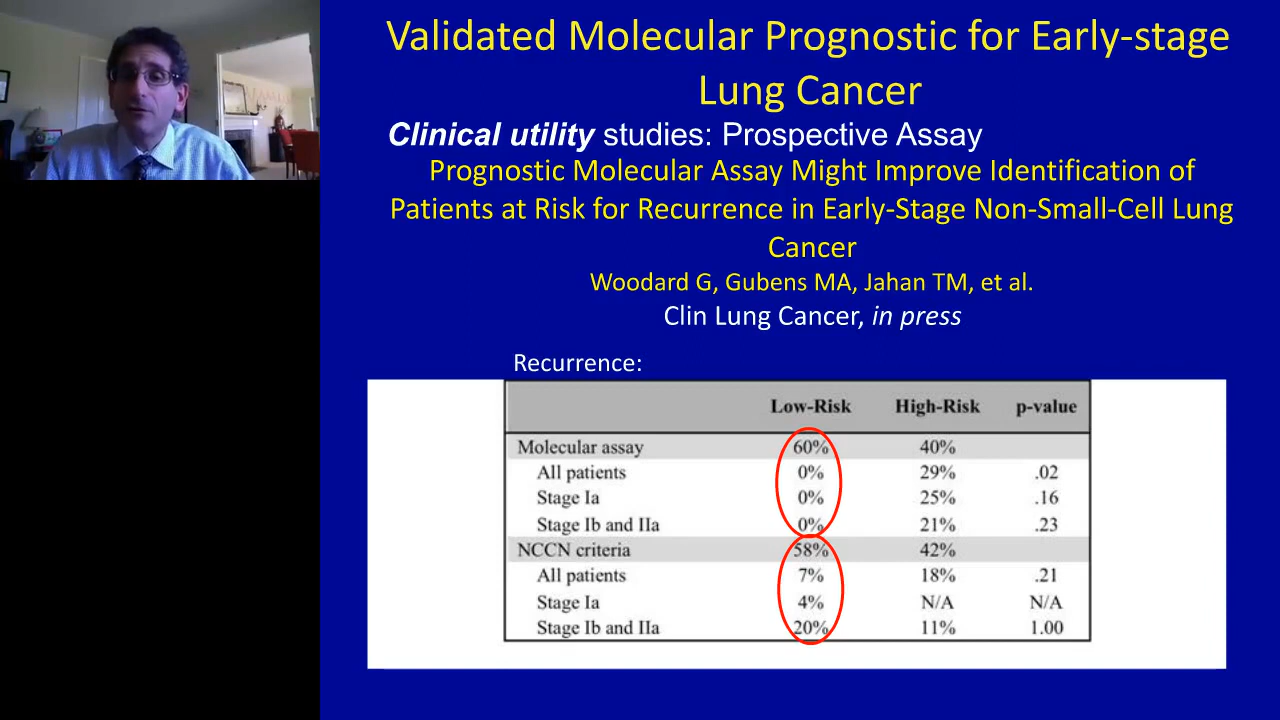 Validated Molecular Prognostic for Early-stage
Lung Cancer
Clinical utility studies: Prospective Assay
Prognostic Molecular Assay Might Improve Identification of
Patients at Risk for Recurrence in Early-Stage Non-Small-Cell Lung
Cancer
Woodard G, Gubens MA, Jahan TM, et al.
Clin Lung Cancer, in press
Recurrence:
Low-Risk High-Risk p-value
Molecular assay 60% 40%
All patients 0% 29% .02
Stage Ia 0% 25% .16
Stage Ib and IIa 0% 21% .23
NCCN criteria 58% 42%
All patients 7% 18% .21
Stage Ia 4% N/A N/A
Stage Ib and IIa 20% 11% 1.00